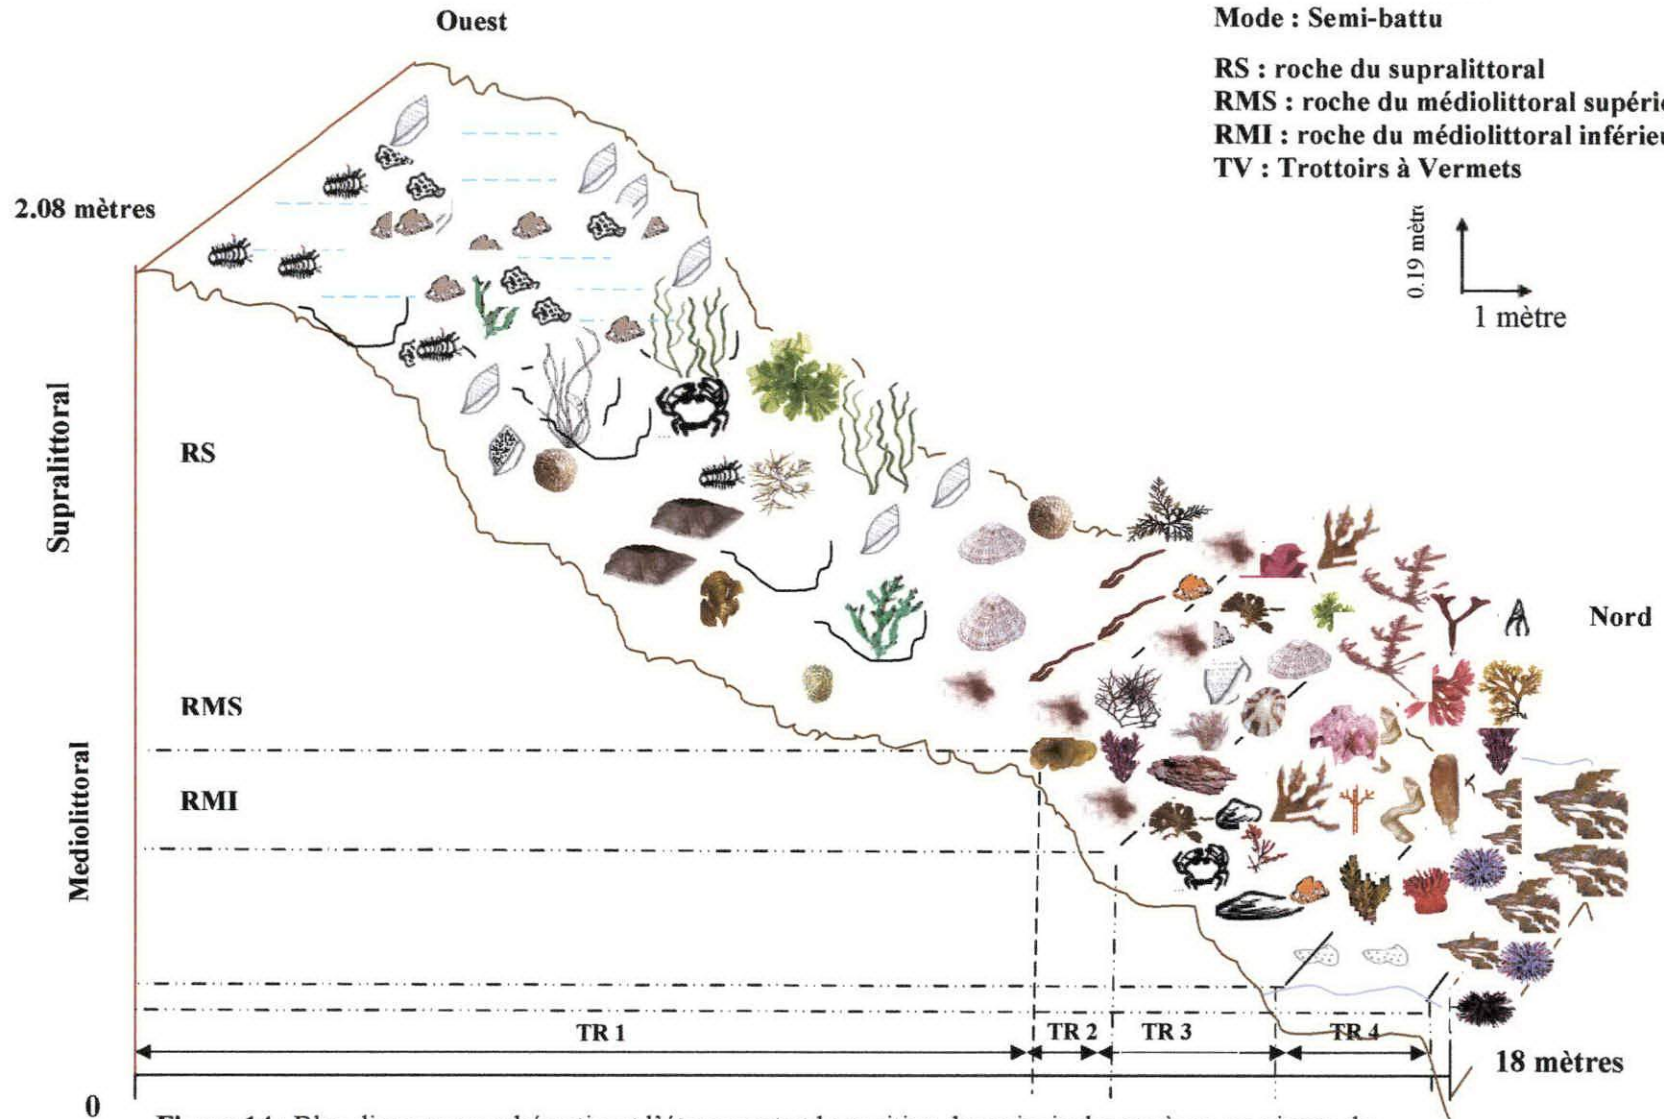 Ouest
Mode : Semi-battu
RS : roche du supralittoral
RMS : roche du médiolittoral supérie
RMI : roche du médiolittoral inférieu
TV : Trottoirs à Vermets
2.08 mètres
0.19 mètre
1 mètre
Supralittoral
RS
Nord
RMS
Mediolittoral
RMI
TR 1
TR 2
TR 3
TR 4
18 mètres
0